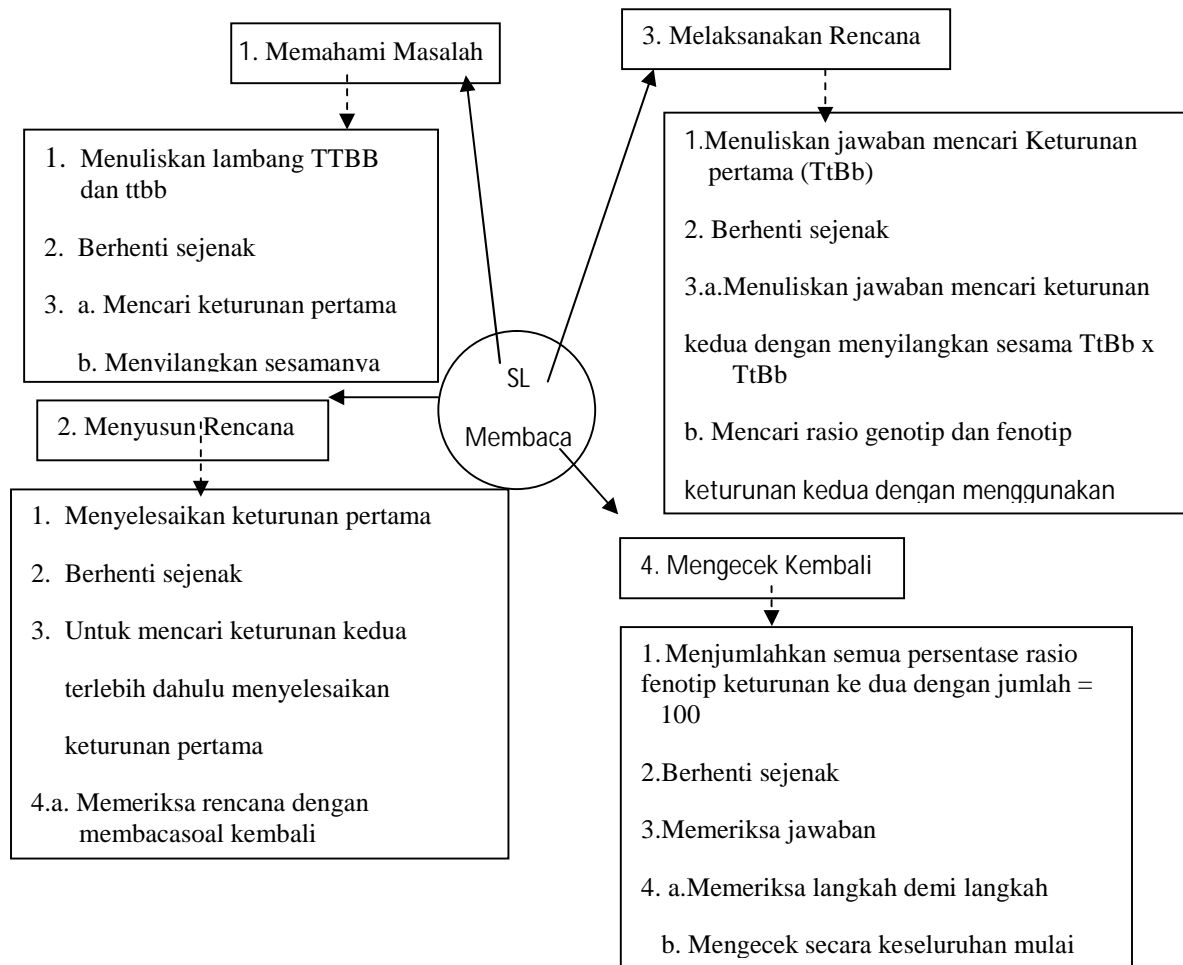 1. Memahami Masalah
1. Menuliskan lambang TTBB
dan ttbb
2. Berhenti sejenak
3. a. Mencari keturunan pertama
b. Menyilangkan sesamanya
2. Menyusun Rencana
1. Menyelesaikan keturunan pertama
2. Berhenti sejenak
3. Untuk mencari keturunan kedua
terlebih dahulu menyelesaikan
keturunan pertama
4.a. Memeriksa rencana dengan
membacasoal kembali
SL
Membaca
3. Melaksanakan Rencana
1.Menuliskan jawaban mencari Keturunan
pertama (TtBb)
2. Berhenti sejenak
3.a.Menuliskan jawaban mencari keturunan
kedua dengan menyilangkan sesama TtBb x
TtBb
b. Mencari rasio genotip dan fenotip
keturunan kedua dengan menggunakan
4. Mengecek Kembali
1. Menjumlahkan semua persentase rasio
fenotip keturunan ke dua dengan jumlah =
100
2.Berhenti sejenak
3.Memeriksa jawaban
4. a.Memeriksa langkah demi langkah
b. Mengecek secara keseluruhan mulai